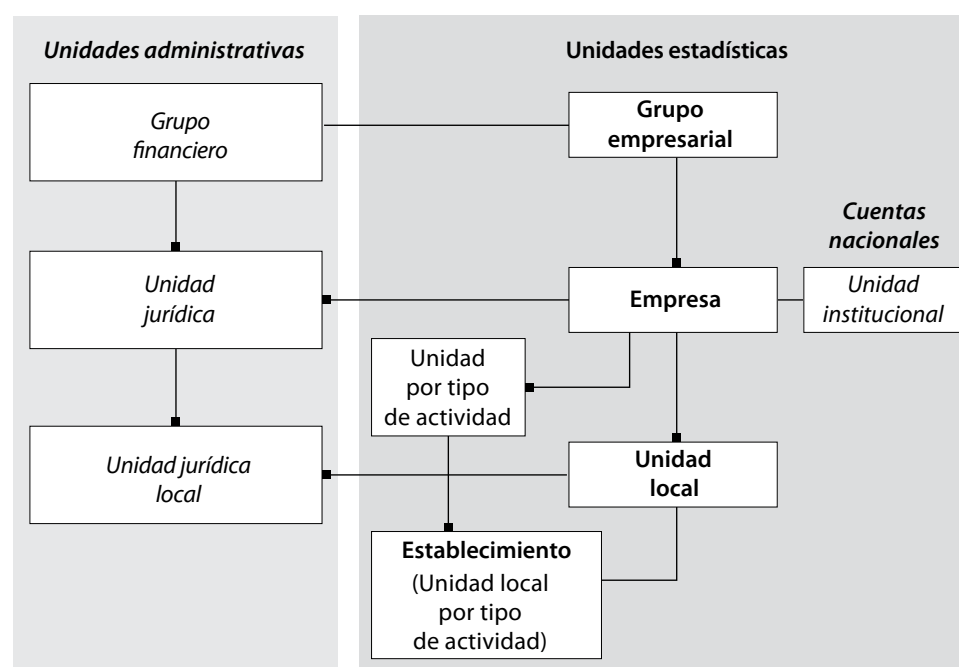 Unidades administrativas
Grupo
financiero
Unidad
jurídica
Unidad jurídica
local
Unidades estadísticas
Grupo
empresarial
Cuentas
nacionales
Empresa
Unidad
institucional
Unidad
por tipo
de actividad
Unidad
local
Establecimiento
(Unidad local
por tipo
de actividad)